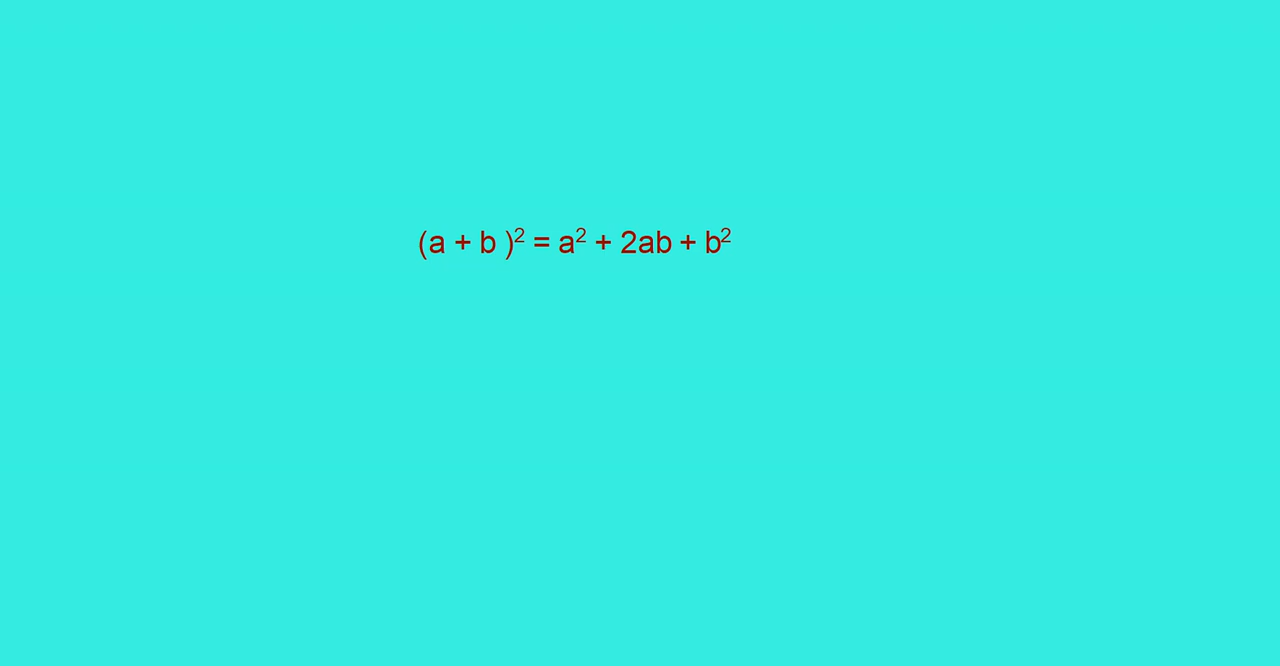 (a + b )² = a² + 2ab + b²